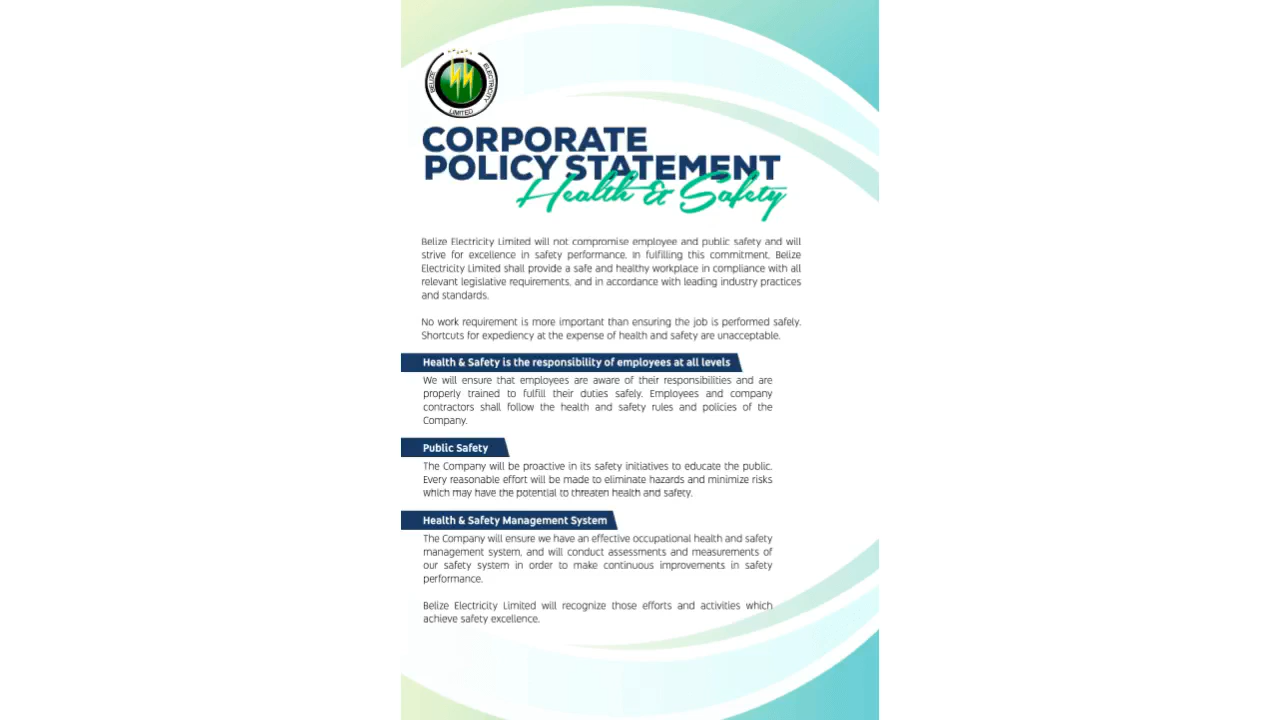 BELIZE ELECTRICITY
LIMITED
CORPORATE
POLICY STATEMENT
Health & Safety
Belize Electricity Limited will not compromise employee and public safety and will
strive for excellence in safety performance. In fulfilling this commitment, Belize
Electricity Limited shall provide a safe and healthy workplace in compliance with all
relevant legislative requirements, and in accordance with leading industry practices
and standards.
No work requirement is more important than ensuring the job is performed safely.
Shortcuts for expediency at the expense of health and safety are unacceptable.
Health & Safety is the responsibility of employees at all levels
We will ensure that employees are aware of their responsibilities and are
properly trained to fulfill their duties safely. Employees and company
contractors shall follow the health and safety rules and policies of the
Company.
Public Safety
The Company will be proactive in its safety initiatives to educate the public.
Every reasonable effort will be made to eliminate hazards and minimize risks
which may have the potential to threaten health and safety.
Health & Safety Management System
The Company will ensure we have an effective occupational health and safety
management system, and will conduct assessments and measurements of
our safety system in order to make continuous improvements in safety
performance.
Belize Electricity Limited will recognize those efforts and activities which
achieve safety excellence.